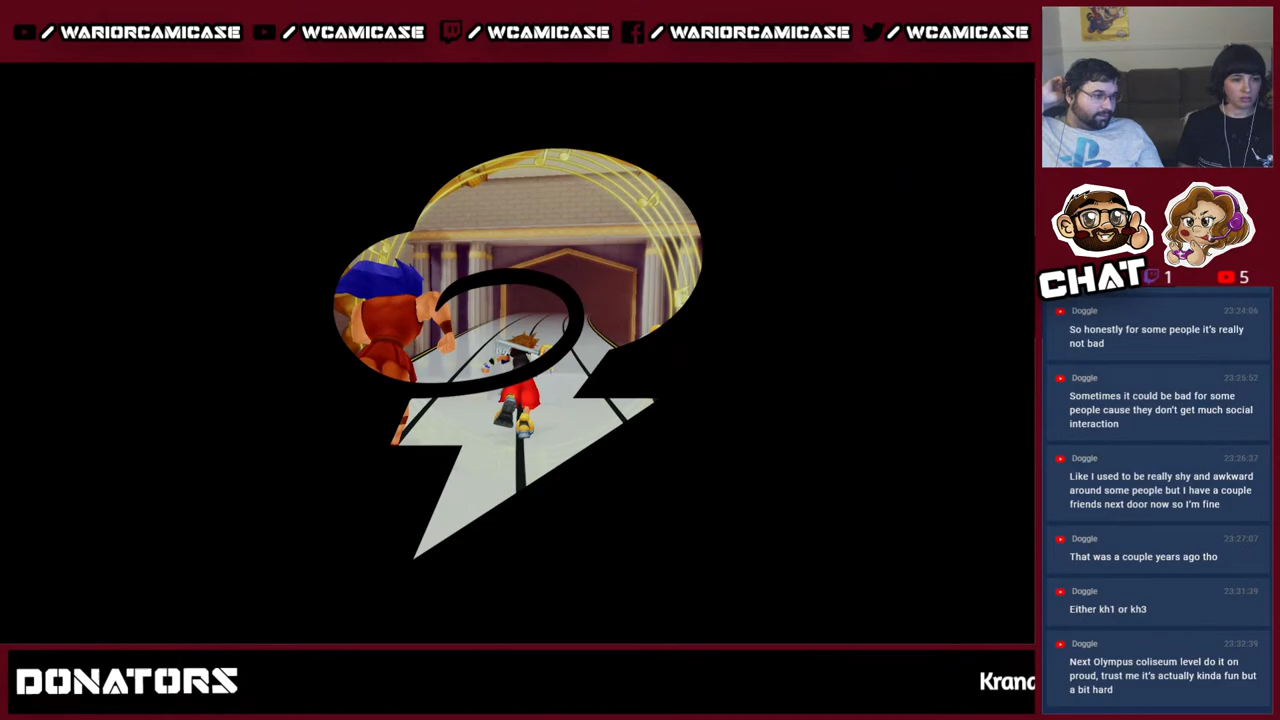 / WARIORCAMICASE / WCAMICASE / WCAMICASE / WARIORCAMICASE / WCAMICASE
CHAT 1 5
Doggle 23:24:06
So honestly for some people it's really
not bad
Doggle 23:25:52
Sometimes it could be bad for some
people cause they don't get much social
interaction
Doggle 23:26:37
Like I used to be really shy and awkward
around some people but I have a couple
friends next door now so I'm fine
Doggle 23:27:07
That was a couple years ago tho
Doggle 23:31:39
Either kh1 or kh3
Doggle 23:32:39
Next Olympus coliseum level do it on
proud, trust me it's actually kinda fun but
a bit hard
DONATORS